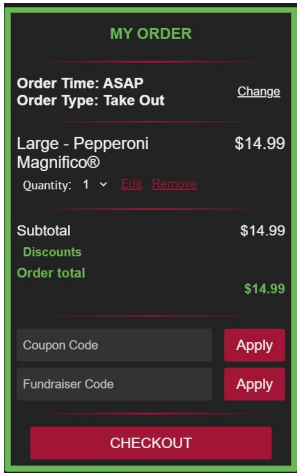 MY ORDER
Order Time: ASAP
Order Type: Take Out
Change
Large - Pepperoni
Magnifico®
$14.99
Quantity: 1 Edit Remove
Subtotal $14.99
Discounts
Order total
$14.99
Coupon Code Apply
Fundraiser Code Apply
CHECKOUT